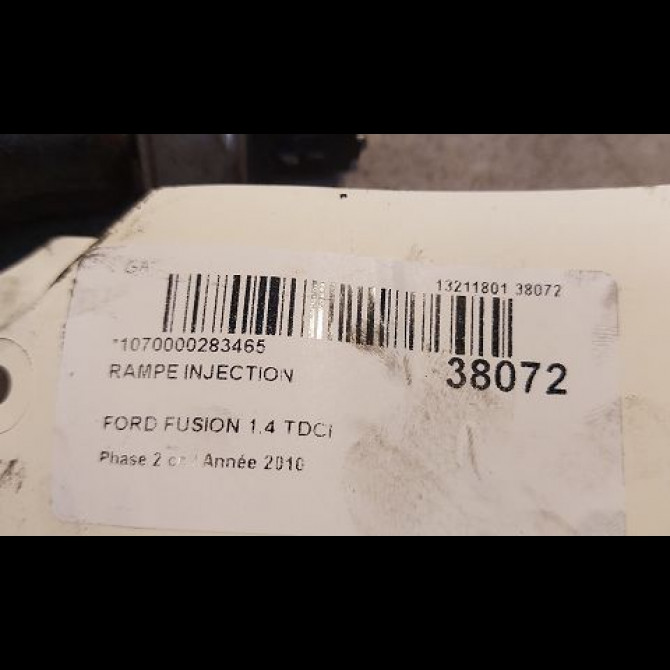 13211801 38072
*1070000283465
38072
RAMPE INJECTION
FORD FUSION 1.4 TDCi
Phase 2 / Année 2010